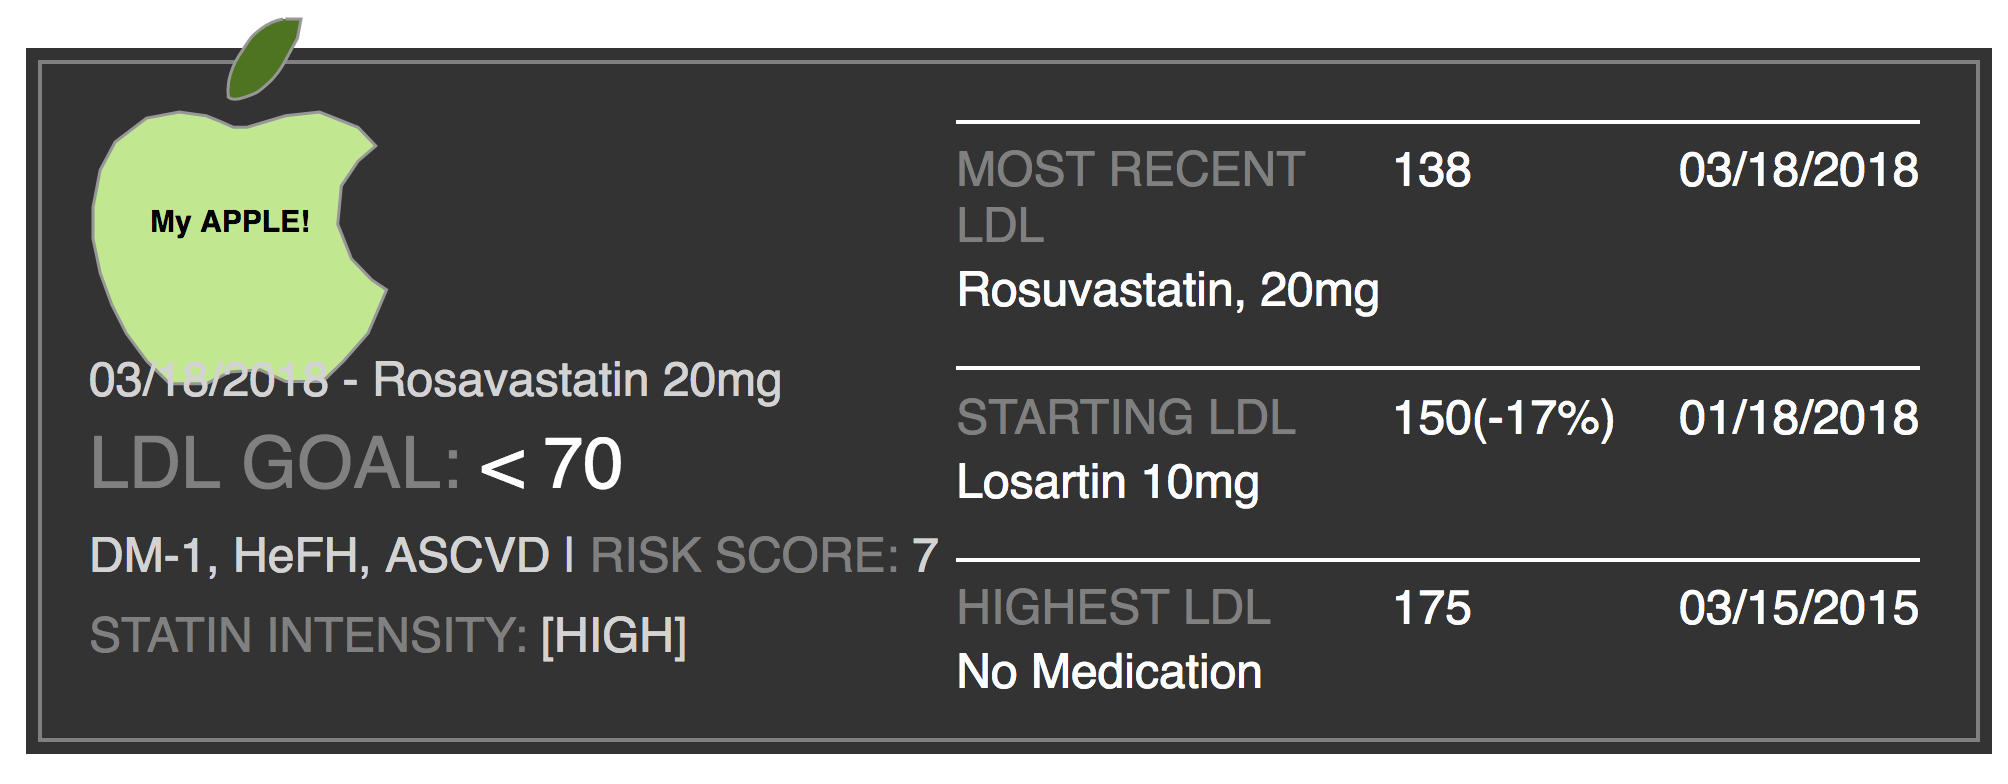 My APPLE!
03/18/2018 - Rosavastatin 20mg
LDL GOAL: < 70
DM-1, HeFH, ASCVD | RISK SCORE: 7
STATIN INTENSITY: [HIGH]
MOST RECENT 138 03/18/2018
LDL
Rosuvastatin, 20mg
STARTING LDL 150(-17%) 01/18/2018
Losartin 10mg
HIGHEST LDL 175 03/15/2015
No Medication